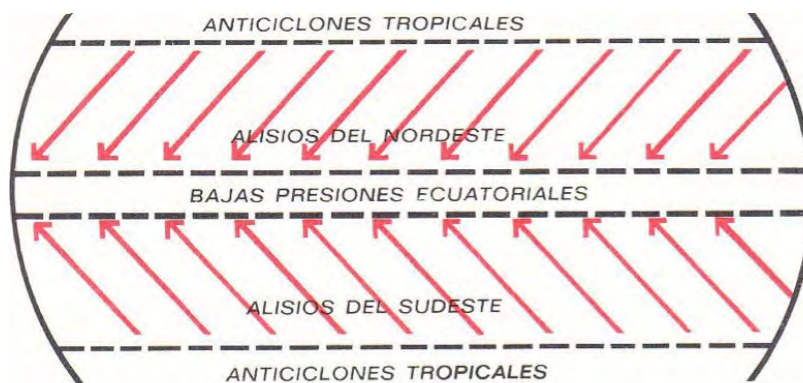 ANTICICLONES TROPICALES
ALISIOS DEL NORDESTE
BAJAS PRESIONES ECUATORIALES
ALISIOS DEL SUDESTE
ANTICICLONES TROPICALES